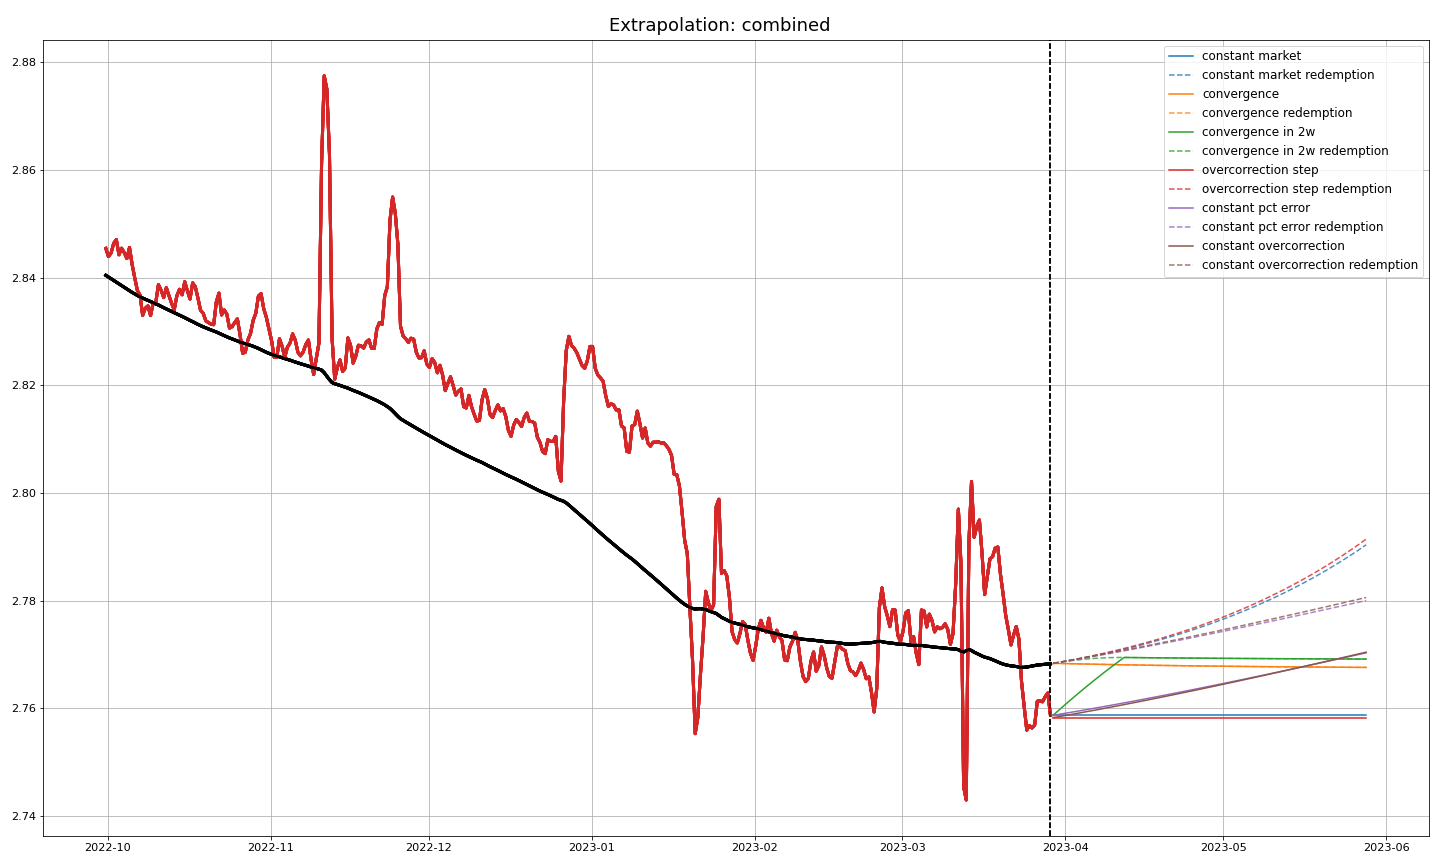 Extrapolation: combined
2.88
2.86
2.84
2.82
2.80
2.78
2.76
2.74
constant market
constant market redemption
convergence
convergence redemption
convergence in 2w
convergence in 2w redemption
overcorrection step
overcorrection step redemption
constant pct error
constant pct error redemption
constant overcorrection
constant overcorrection redemption
2022-10
2022-11
2022-12
2023-01
2023-02
2023-03
2023-04
2023-05
2023-06